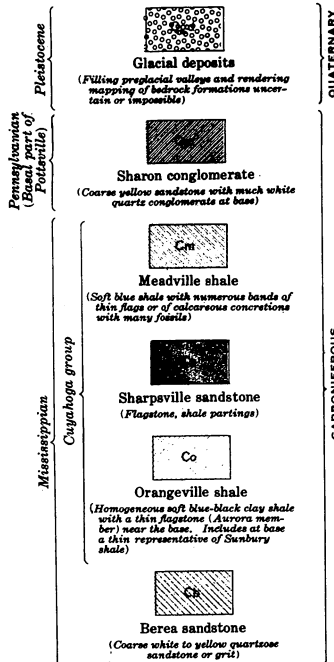 Glacial deposits
(Filling preglacial valleys and rendering
mapping of bedrock formations uncer-
tain or impossible)
Pleistocene
QUATERNARY
Sharon conglomerate
(Coarse yellow sandstone with much white
quartz conglomerate at base)
Pennsylvanian
(Basal part of
Pottsville)
Cm
Meadville shale
(Soft blue shale with numerous bands of
thin flags or of calcareous concretions
with many fossils)
Sharpsville sandstone
(Flagstone, shale partings)
Co
Orangeville shale
(Homogeneous soft blue-black clay shale
with a thin flagstone (Aurora mem-
ber) near the base. Includes at base
a thin representative of Sunbury
shale)
Cuyahoga group
Mississippian
CARBONIFEROUS
Cb
Berea sandstone
(Coarse white to yellow quartzose
sandstone or grit)